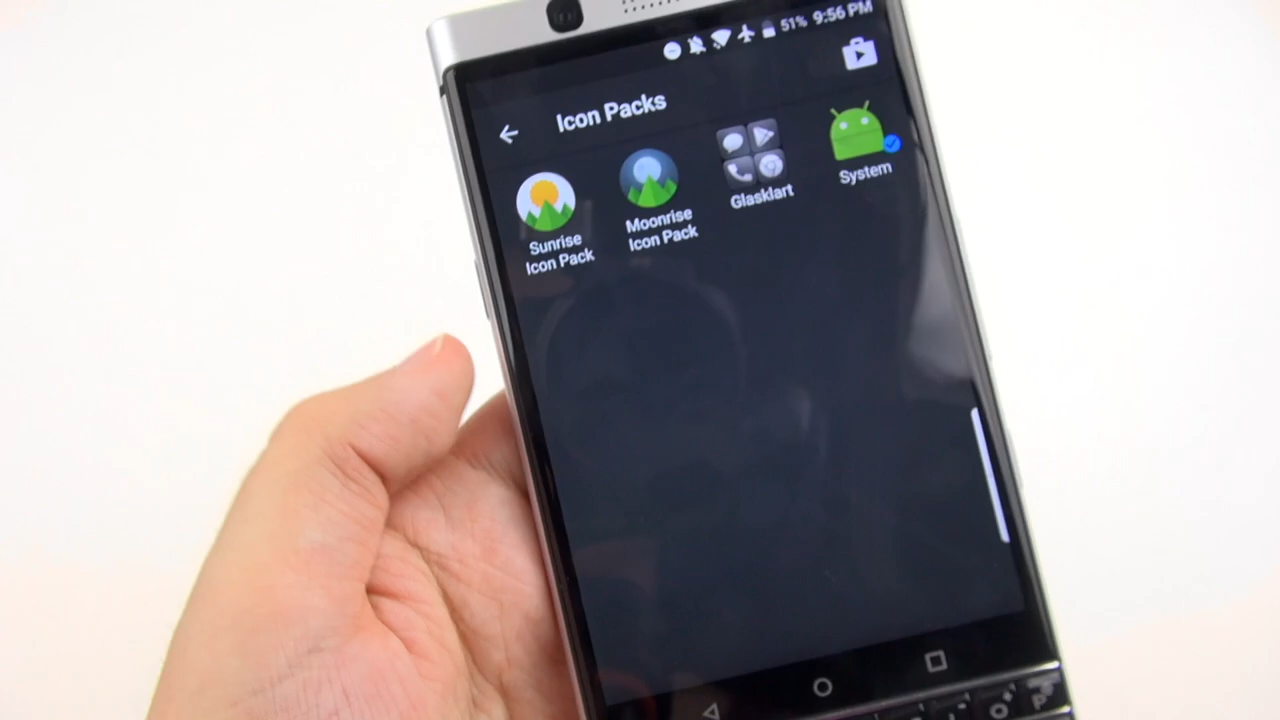 51% 9:56 PM
Icon Packs
Sunrise
Icon Pack
Moonrise
Icon Pack
Glasklart
System
O P